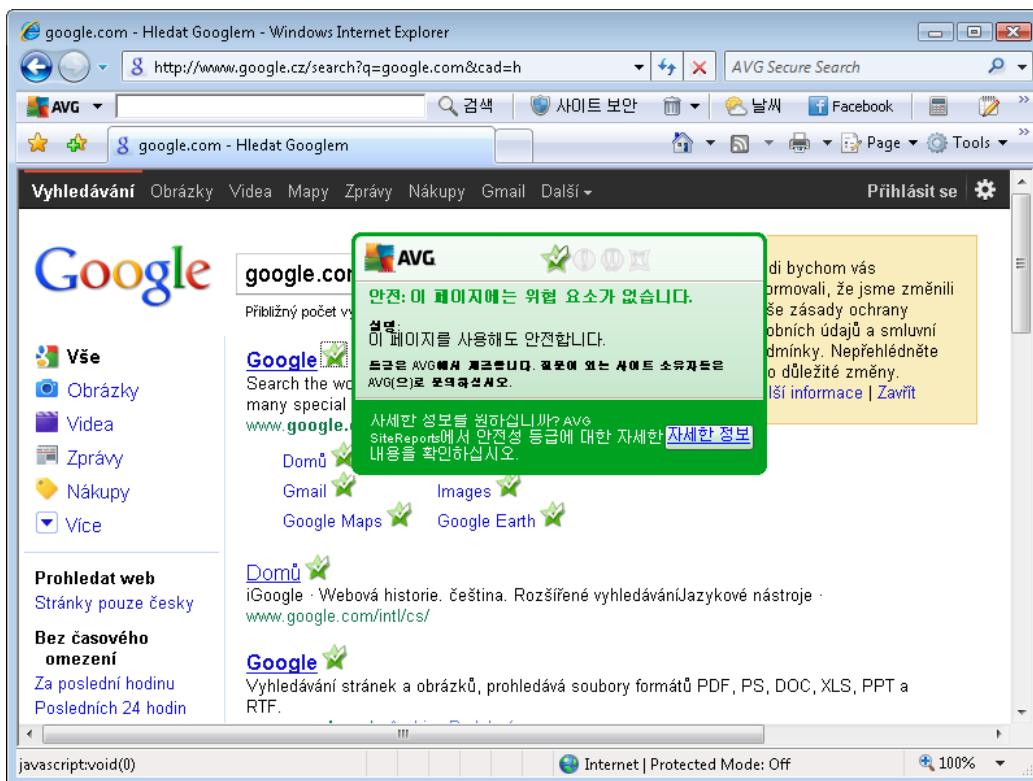 google.com - Hledat Googlem - Windows Internet Explorer
http://www.google.cz/search?q=google.com&cad=h
AVG Secure Search
AVG
검색
사이트 보안
날씨
Facebook
google.com - Hledat Googlem
Page
Tools
Vyhledávání Obrázky Videa Mapy Zprávy Nákupy Gmail Další
Přihlásit se
Google
google.co
Přibližný počet
AVG
안전: 이 페이지에는 위험 요소가 없습니다.
설명:
이 페이지를 사용해도 안전합니다.
등급은 AVG에서 제공합니다. 질문이 있는 사이트 소유자들은
AVG(으)로 문의하십시오.
자세한 정보를 원하십니까? AVG
SiteReports에서 안전성 등급에 대한 자세한 자세한 정보
내용을 확인하십시오.
di bychom vás
ormovali, že jsme změnili
še zásady ochrany
obních údajů a smluvní
dmínky. Nepřehlédněte
o důležité změny.
lší informace | Zavřít
Vše
Obrázky
Videa
Zprávy
Nákupy
Více
Prohledat web
Stránky pouze česky
Bez časového
omezení
Za poslední hodinu
Posledních 24 hodin
Google
Search the wo
many special
www.google.
Domů
Gmail Images
Google Maps Google Earth
Domů
iGoogle · Webová historie. čeština. Rozšířené vyhledáváníJazykové nástroje ·
www.google.com/intl/cs/
Google
Vyhledávání stránek a obrázků, prohledává soubory formátů PDF, PS, DOC, XLS, PPT a
RTF.
javascript:void(0)
Internet | Protected Mode: Off
100%